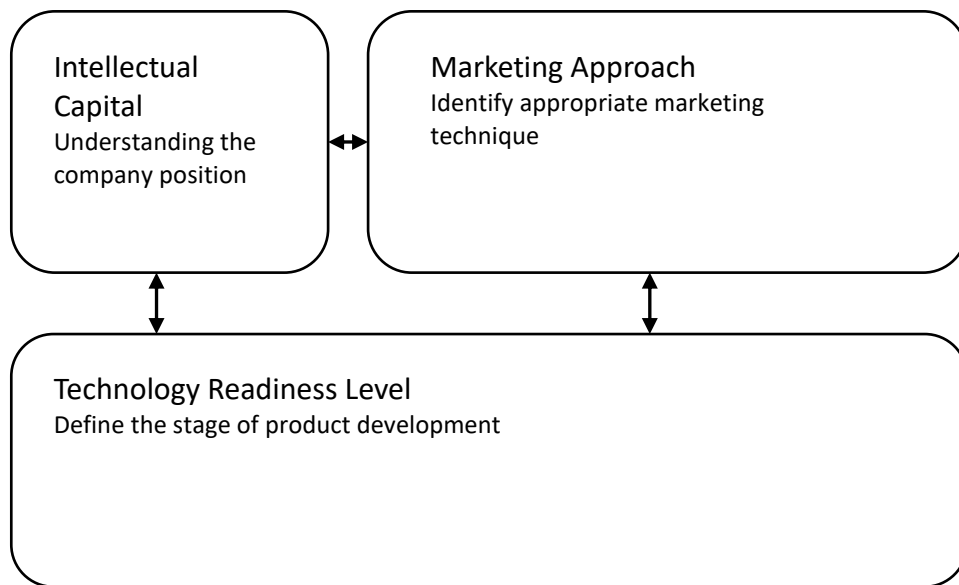 Intellectual
Capital
Understanding the
company position
Marketing Approach
Identify appropriate marketing
technique
Technology Readiness Level
Define the stage of product development